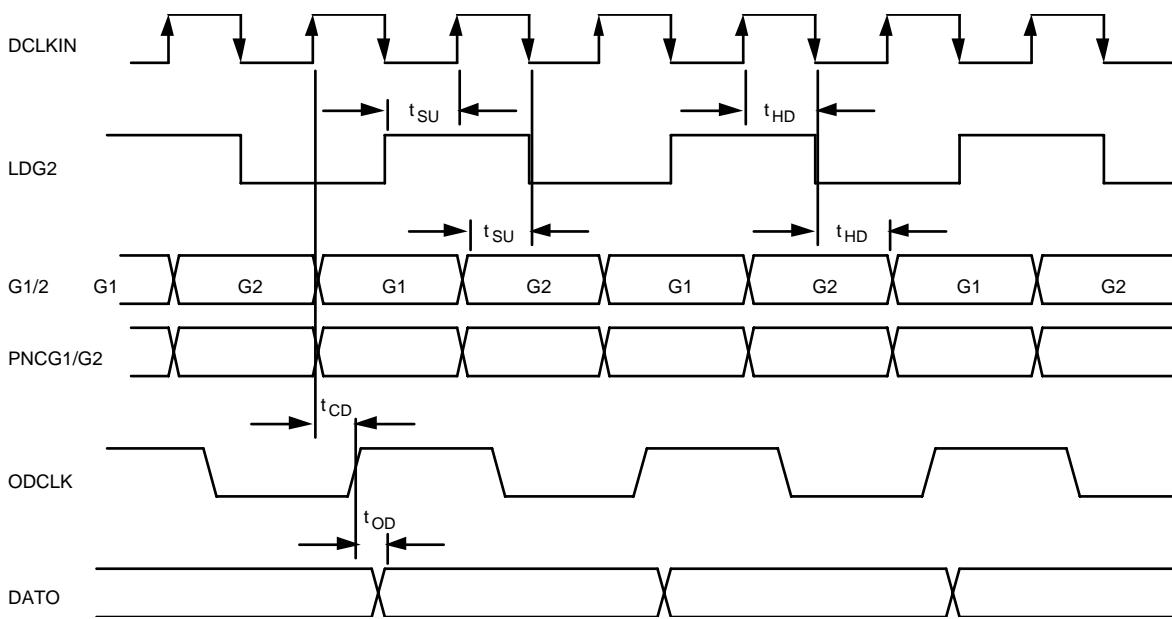 DCLKIN
tSU tHD
LDG2
tSU tHD
G1/2 G1 G2 G1 G2 G1 G2 G1 G2
PNCG1/G2
tCD
ODCLK
tOD
DATO